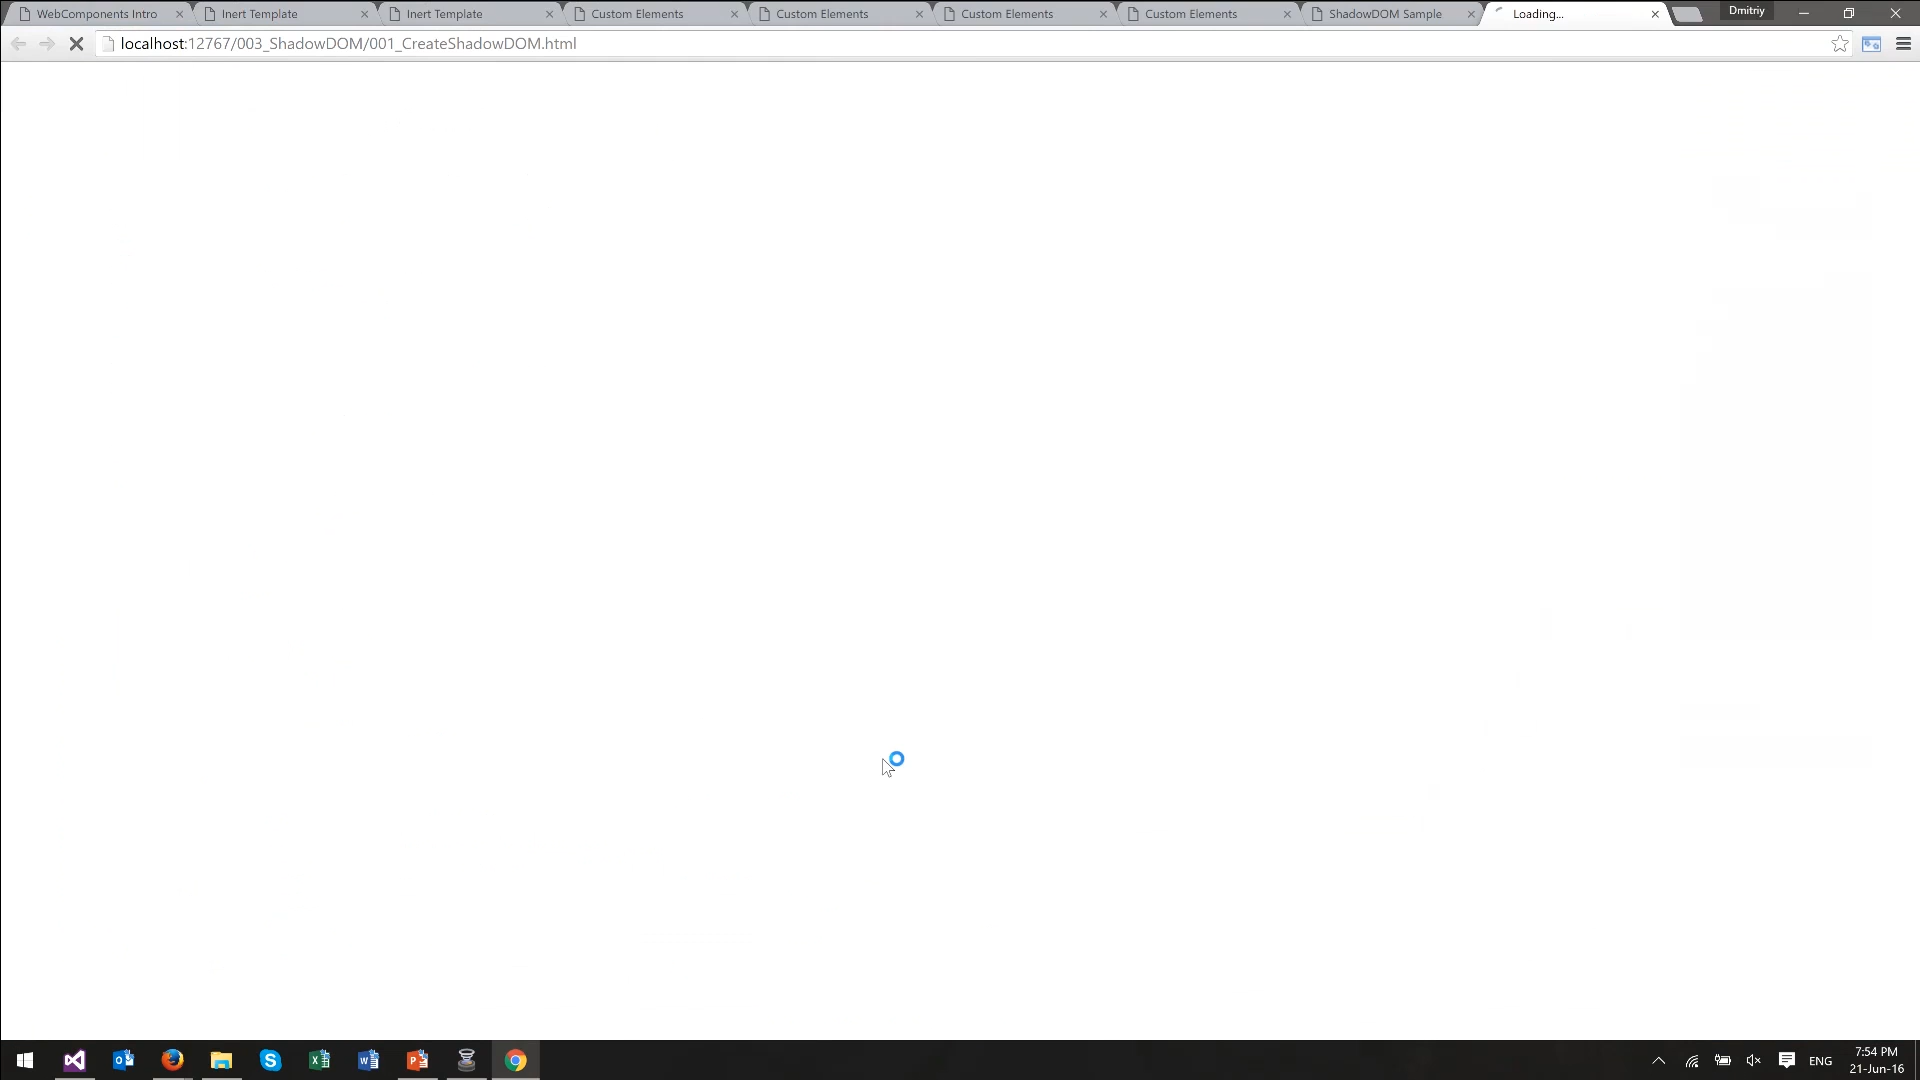 WebComponents Intro
Inert Template
Inert Template
Custom Elements
Custom Elements
Custom Elements
Custom Elements
ShadowDOM Sample
Loading...
Dmitriy
localhost:12767/003_ShadowDOM/001_CreateShadowDOM.html
ENG
7:54 PM
21-Jun-16